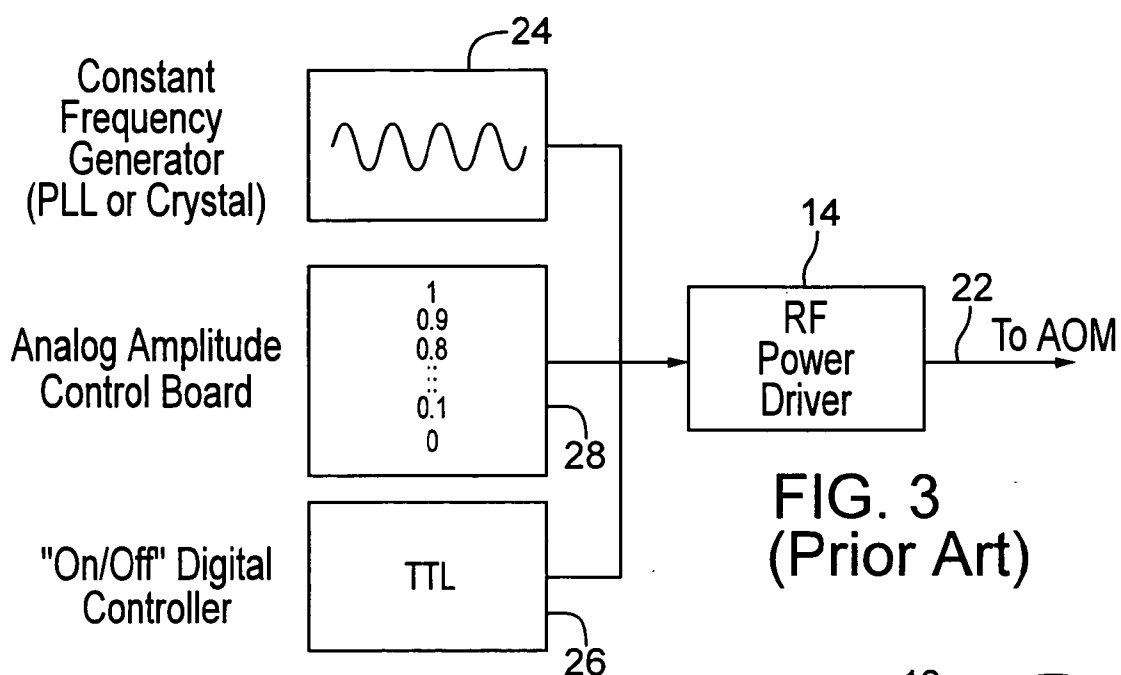 24
Constant
Frequency
Generator
(PLL or Crystal)
14
1
0.9
0.8
0.1
0
Analog Amplitude
Control Board
28
RF
Power
Driver
22
To AOM
FIG. 3
(Prior Art)
"On/Off" Digital
Controller
TTL
26